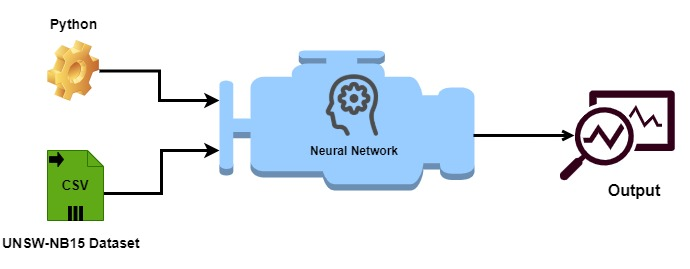 Python
CSV
UNSW-NB15 Dataset
Neural Network
Output